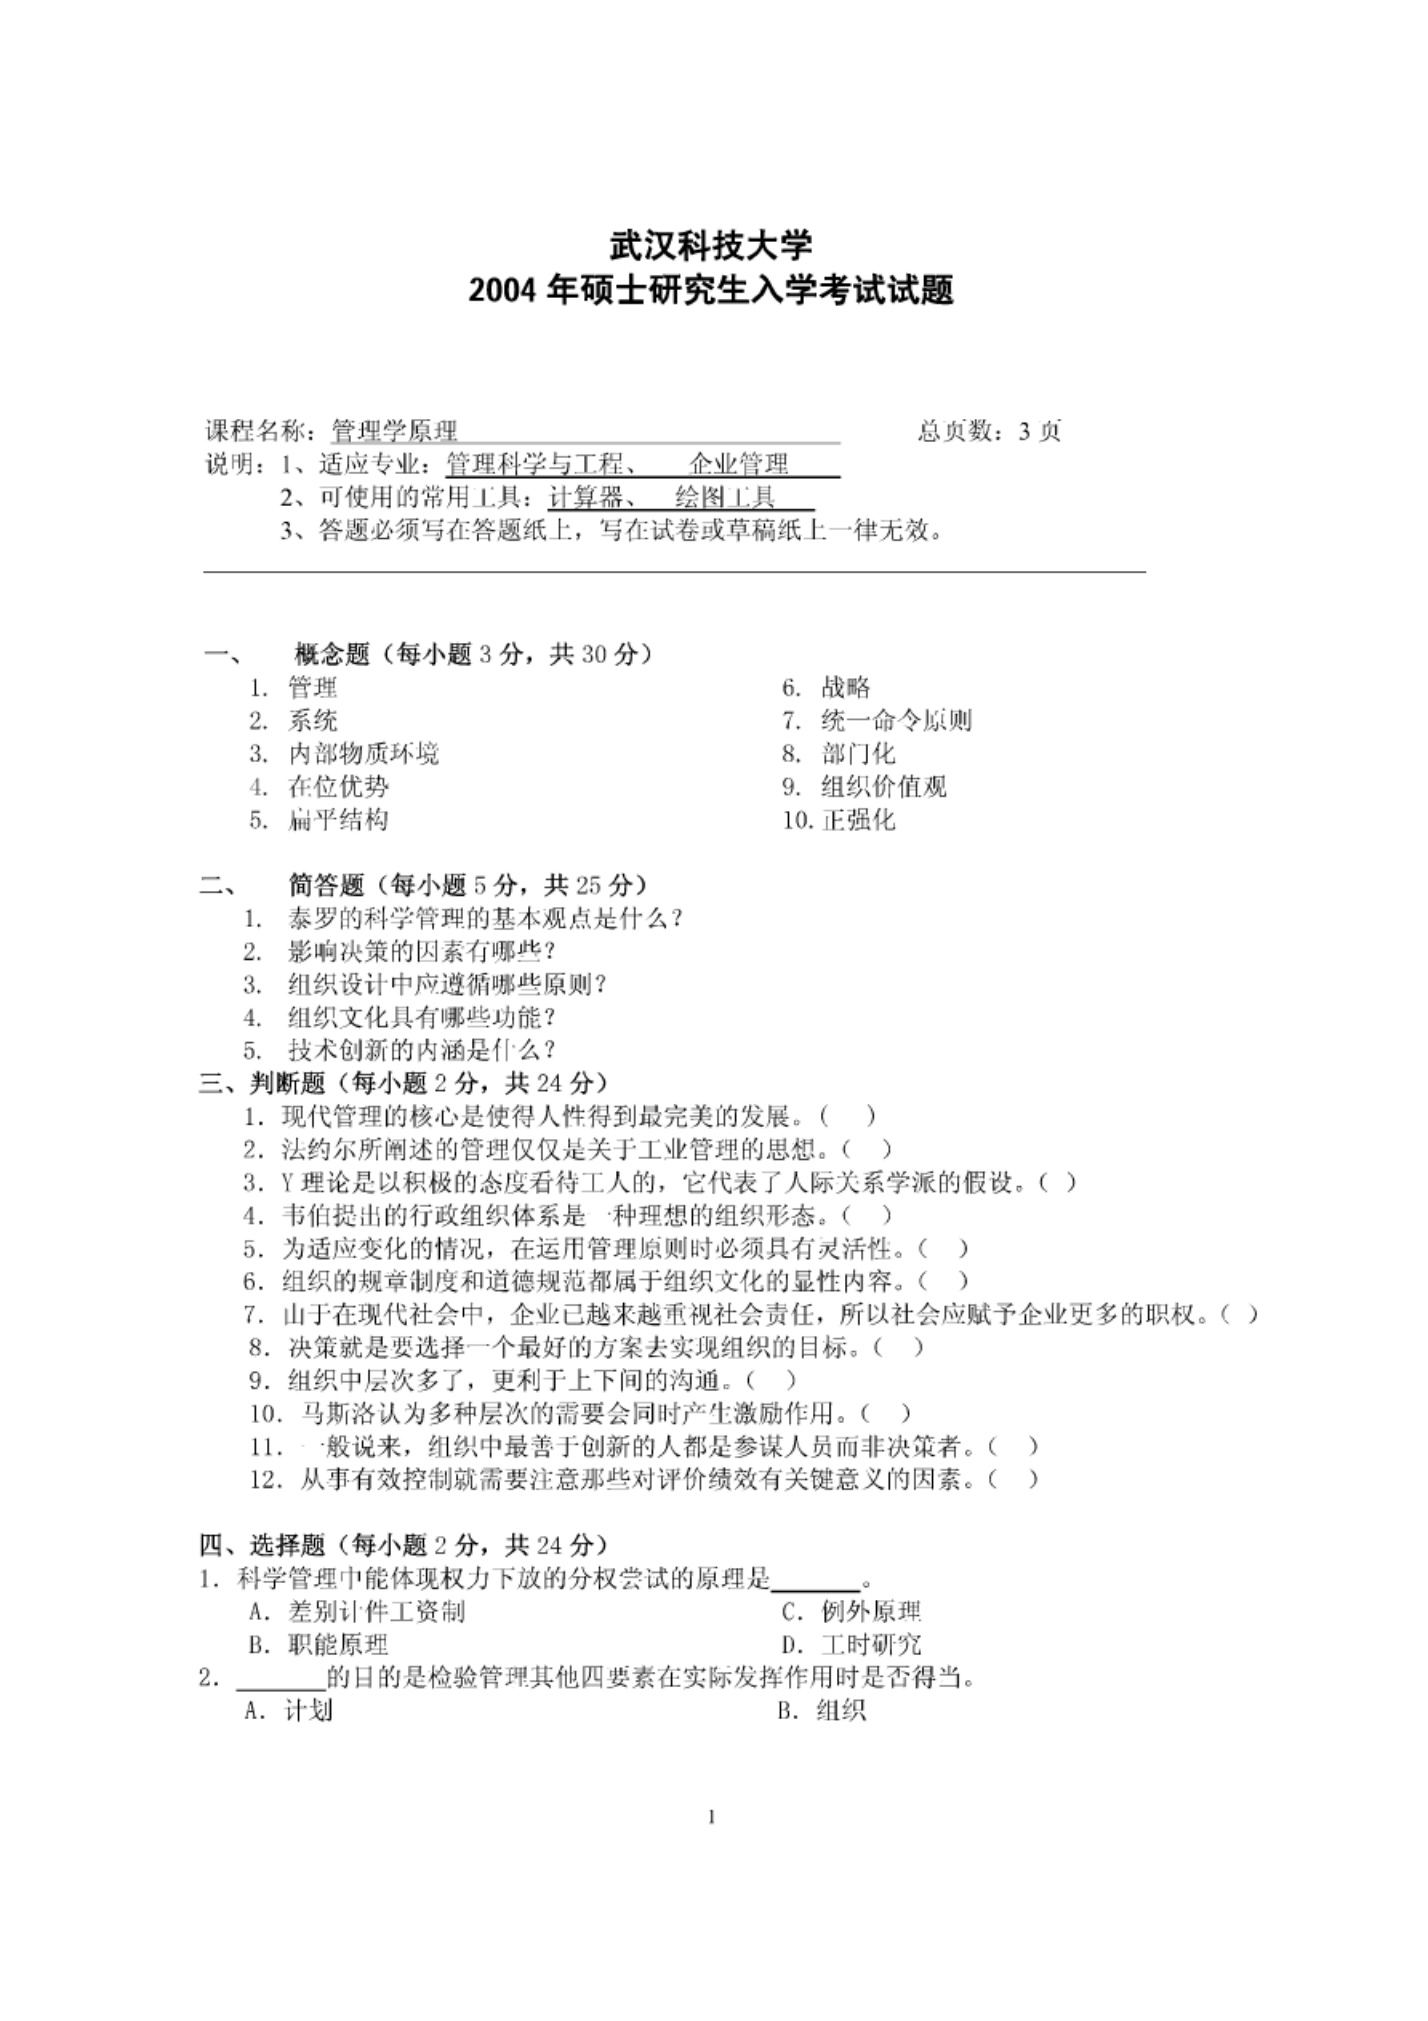 武汉科技大学
2004 年硕士研究生入学考试试题
课程名称：管理学原理 总页数：3 页
说明：1、适应专业：管理科学与工程、 企业管理
2、可使用的常用工具：计算器、 绘图工具
3、答题必须写在答题纸上，写在试卷或草稿纸上一律无效。
一、 概念题（每小题 3 分，共 30 分）
1. 管理 6. 战略
2. 系统 7. 统一命令原则
3. 内部物质环境 8. 部门化
4. 在位优势 9. 组织价值观
5. 扁平结构 10. 正强化
二、 简答题（每小题 5 分，共 25 分）
1. 泰罗的科学管理的基本观点是什么？
2. 影响决策的因素有哪些？
3. 组织设计中应遵循哪些原则？
4. 组织文化具有哪些功能？
5. 技术创新的内涵是什么？
三、判断题（每小题 2 分，共 24 分）
1．现代管理的核心是使得人性得到最完美的发展。（ ）
2．法约尔所阐述的管理仅仅是关于工业管理的思想。（ ）
3．Y 理论是以积极的态度看待工人的，它代表了人际关系学派的假设。（ ）
4．韦伯提出的行政组织体系是一种理想的组织形态。（ ）
5．为适应变化的情况，在运用管理原则时必须具有灵活性。（ ）
6．组织的规章制度和道德规范都属于组织文化的显性内容。（ ）
7．由于在现代社会中，企业已越来越重视社会责任，所以社会应赋予企业更多的职权。（ ）
8．决策就是要选择一个最好的方案去实现组织的目标。（ ）
9．组织中层次多了，更利于上下间的沟通。（ ）
10．马斯洛认为多种层次的需要会同时产生激励作用。（ ）
11．一般说来，组织中最善于创新的人都是参谋人员而非决策者。（ ）
12．从事有效控制就需要注意那些对评价绩效有关键意义的因素。（ ）
四、选择题（每小题 2 分，共 24 分）
1．科学管理中能体现权力下放的分权尝试的原理是______。
A．差别计件工资制 C．例外原理
B．职能原理 D．工时研究
2．______的目的是检验管理其他四要素在实际发挥作用时是否得当。
A．计划 B．组织
1